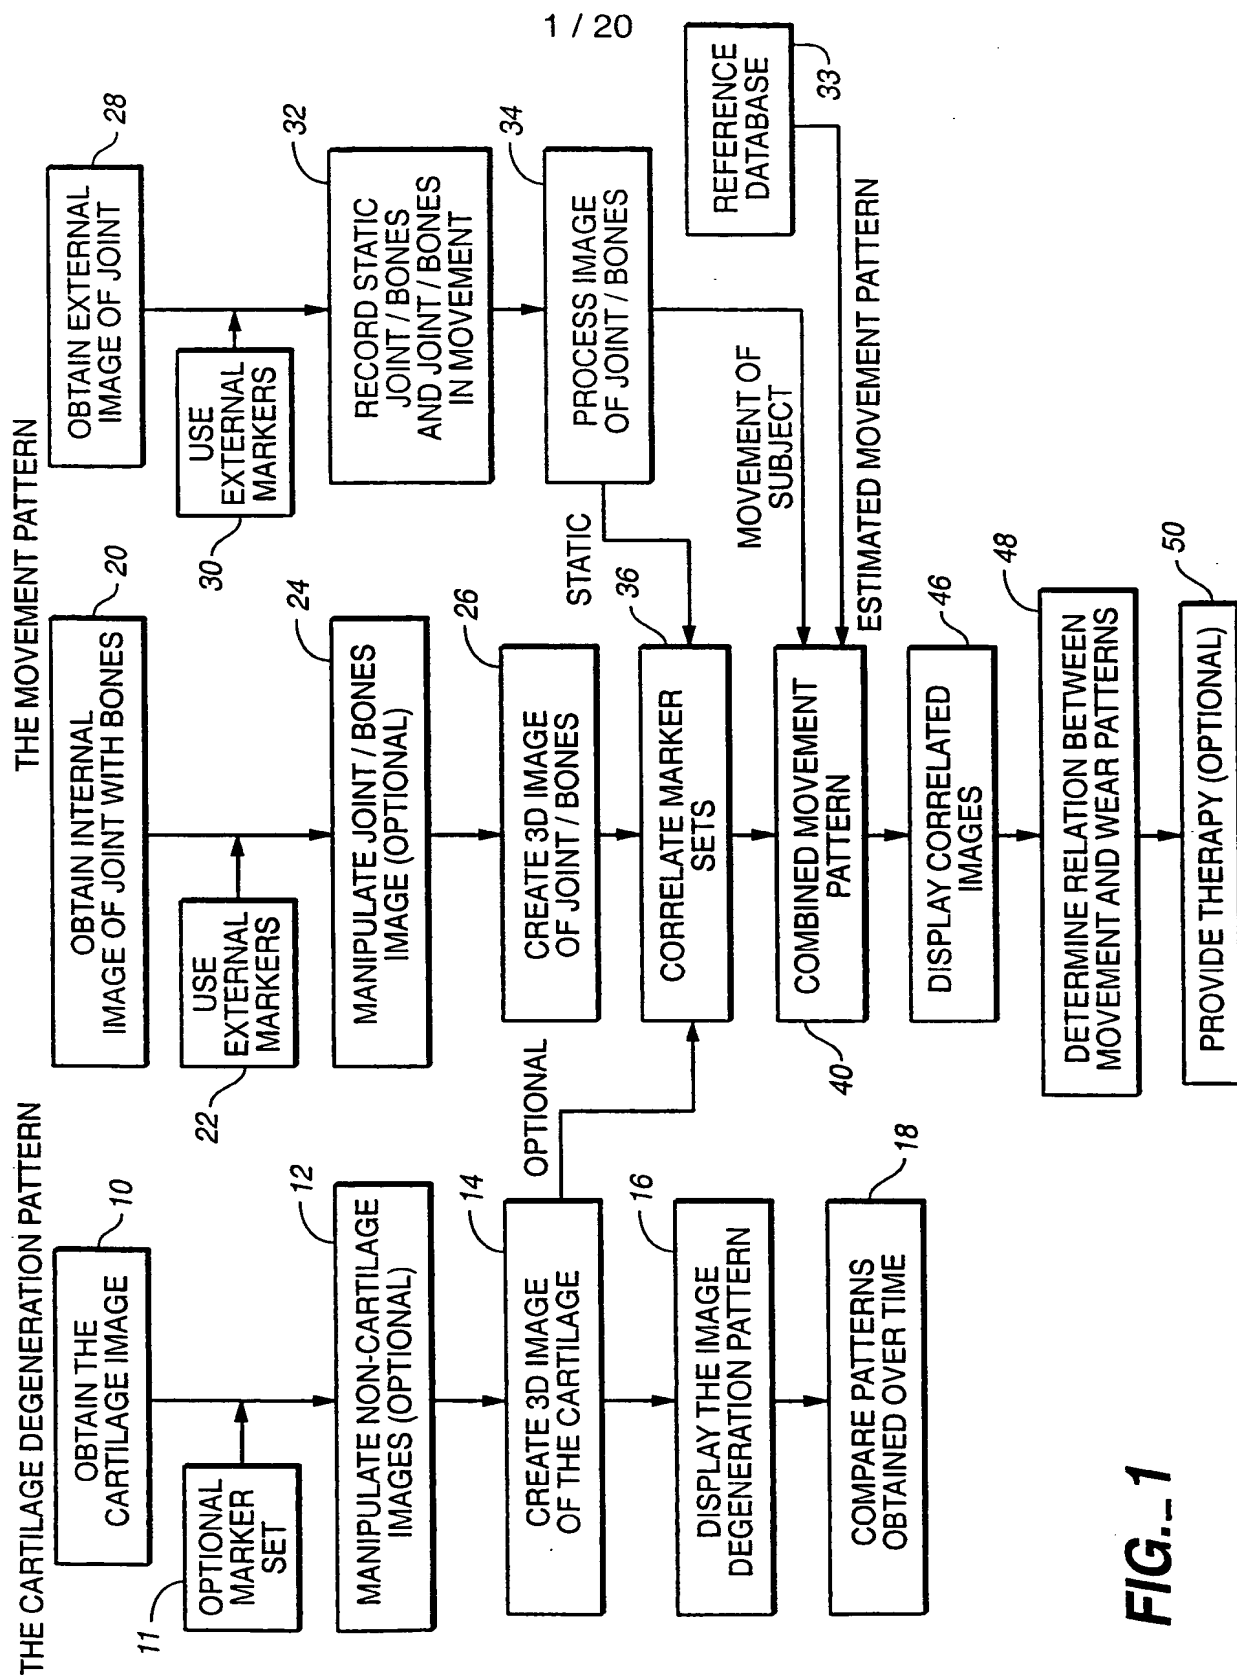 1 / 20
THE CARTILAGE DEGENERATION PATTERN
10
OBTAIN THE
CARTILAGE IMAGE
OPTIONAL
MARKER
SET
11
12
MANIPULATE NON-CARTILAGE
IMAGES (OPTIONAL)
14
CREATE 3D IMAGE
OF THE CARTILAGE
OPTIONAL
16
DISPLAY THE IMAGE
DEGENERATION PATTERN
18
COMPARE PATTERNS
OBTAINED OVER TIME
THE MOVEMENT PATTERN
20
OBTAIN INTERNAL
IMAGE OF JOINT WITH BONES
USE
EXTERNAL
MARKERS
22
24
MANIPULATE JOINT / BONES
IMAGE (OPTIONAL)
26
CREATE 3D IMAGE
OF JOINT / BONES
STATIC
36
CORRELATE MARKER
SETS
COMBINED MOVEMENT
PATTERN
40
46
DISPLAY CORRELATED
IMAGES
48
DETERMINE RELATION BETWEEN
MOVEMENT AND WEAR PATTERNS
50
PROVIDE THERAPY (OPTIONAL)
28
OBTAIN EXTERNAL
IMAGE OF JOINT
USE
EXTERNAL
MARKERS
30
32
RECORD STATIC
JOINT / BONES
AND JOINT / BONES
IN MOVEMENT
34
PROCESS IMAGE
OF JOINT / BONES
MOVEMENT OF
SUBJECT
REFERENCE
DATABASE
33
ESTIMATED MOVEMENT PATTERN
FIG._1